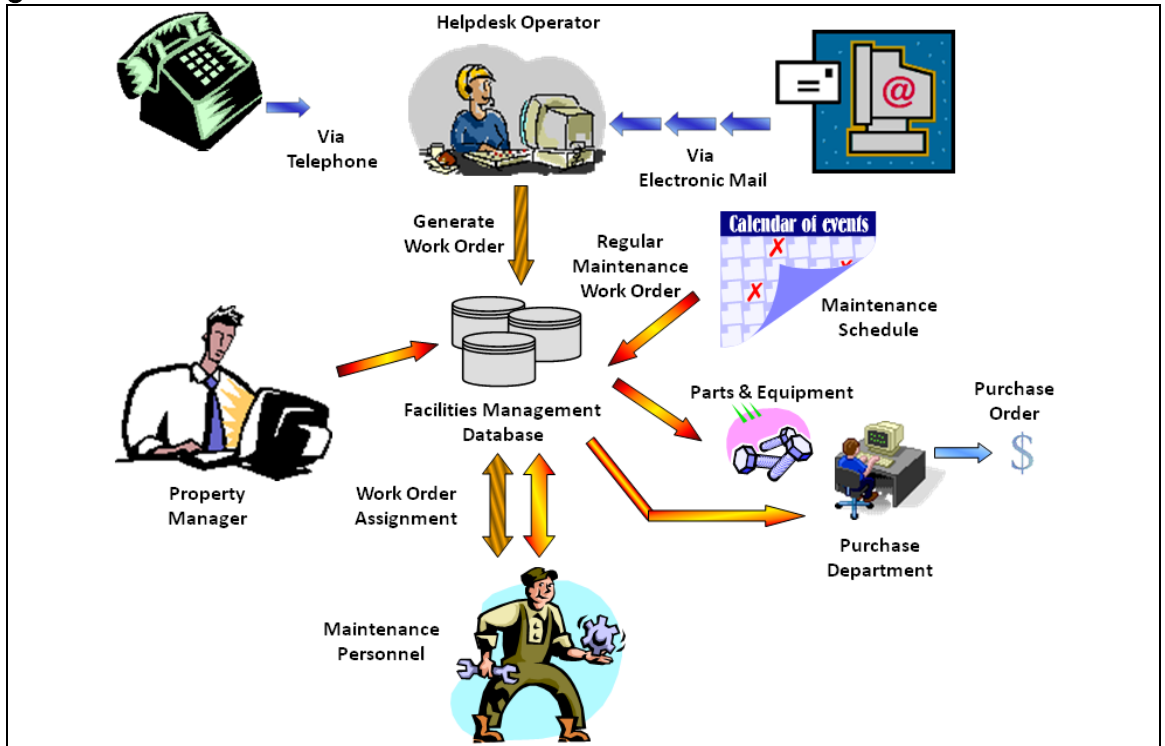 Helpdesk Operator
Via
Telephone
@
Via
Electronic Mail
Generate
Work Order
Regular
Maintenance
Work Order
Calendar of events
Maintenance
Schedule
Facilities Management
Database
Parts & Equipment
Purchase
Order
$
Property
Manager
Work Order
Assignment
Purchase
Department
Maintenance
Personnel